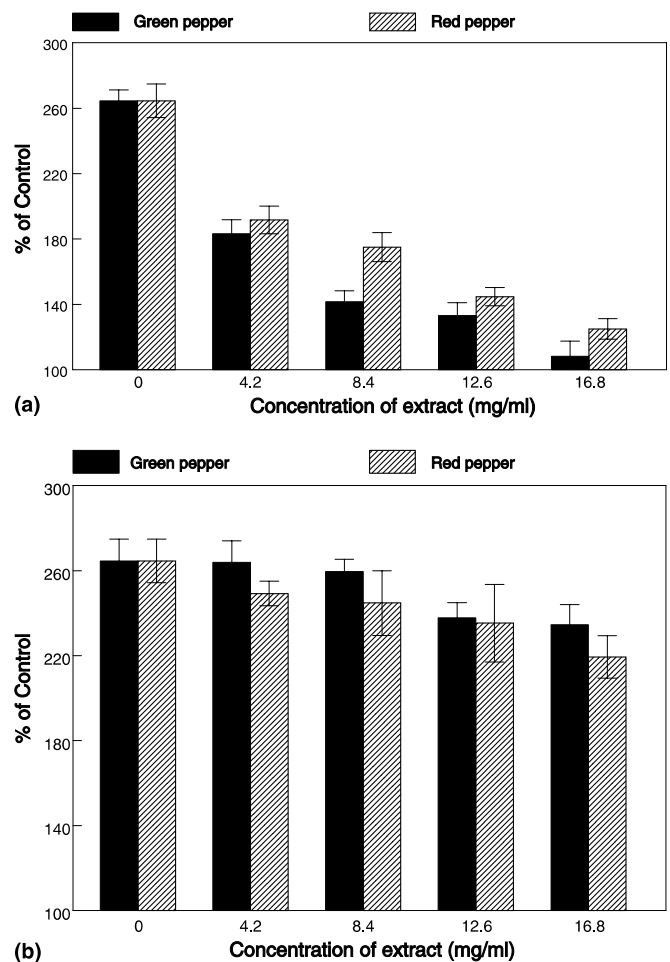 Green pepper Red pepper
300
260
220
180
140
100
% of Control
0 4.2 8.4 12.6 16.8
(a) Concentration of extract (mg/ml)
Green pepper Red pepper
300
260
220
180
140
100
% of Control
0 4.2 8.4 12.6 16.8
(b) Concentration of extract (mg/ml)